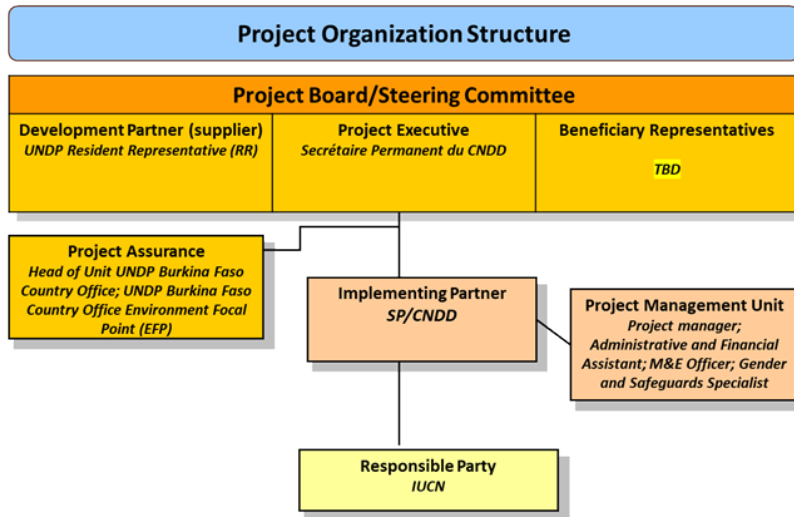 Project Organization Structure
Project Board/Steering Committee
Development Partner (supplier)
UNDP Resident Representative (RR)
Project Executive
Secrétaire Permanent du CNDD
Beneficiary Representatives
TBD
Project Assurance
Head of Unit UNDP Burkina Faso
Country Office; UNDP Burkina Faso
Country Office Environment Focal
Point (EFP)
Implementing Partner
SP/CNDD
Project Management Unit
Project manager;
Administrative and Financial
Assistant; M&E Officer; Gender
and Safeguards Specialist
Responsible Party
IUCN